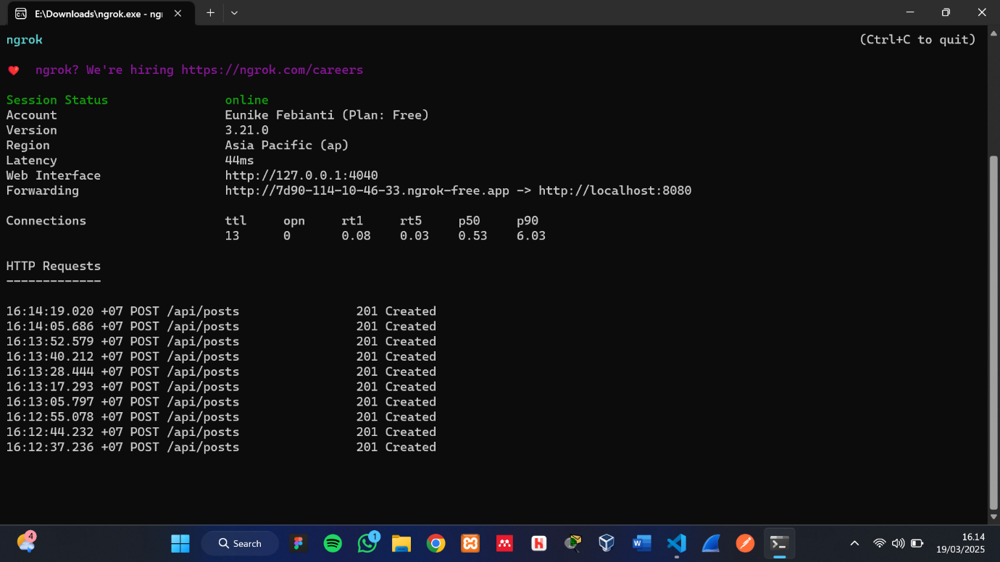 E:\Downloads\ngrok.exe - ngr
ngrok (Ctrl+C to quit)
❤ ngrok? We're hiring https://ngrok.com/careers
Session Status online
Account Eunike Febianti (Plan: Free)
Version 3.21.0
Region Asia Pacific (ap)
Latency 44ms
Web Interface http://127.0.0.1:4040
Forwarding http://7d90-114-10-46-33.ngrok-free.app -> http://localhost:8080
Connections ttl opn rt1 rt5 p50 p90
13 0 0.08 0.03 0.53 6.03
HTTP Requests
-------------
16:14:19.020 +07 POST /api/posts 201 Created
16:14:05.686 +07 POST /api/posts 201 Created
16:13:52.579 +07 POST /api/posts 201 Created
16:13:40.212 +07 POST /api/posts 201 Created
16:13:28.444 +07 POST /api/posts 201 Created
16:13:17.293 +07 POST /api/posts 201 Created
16:13:05.797 +07 POST /api/posts 201 Created
16:12:55.078 +07 POST /api/posts 201 Created
16:12:44.232 +07 POST /api/posts 201 Created
16:12:37.236 +07 POST /api/posts 201 Created
4
Search
1
16.14
19/03/2025